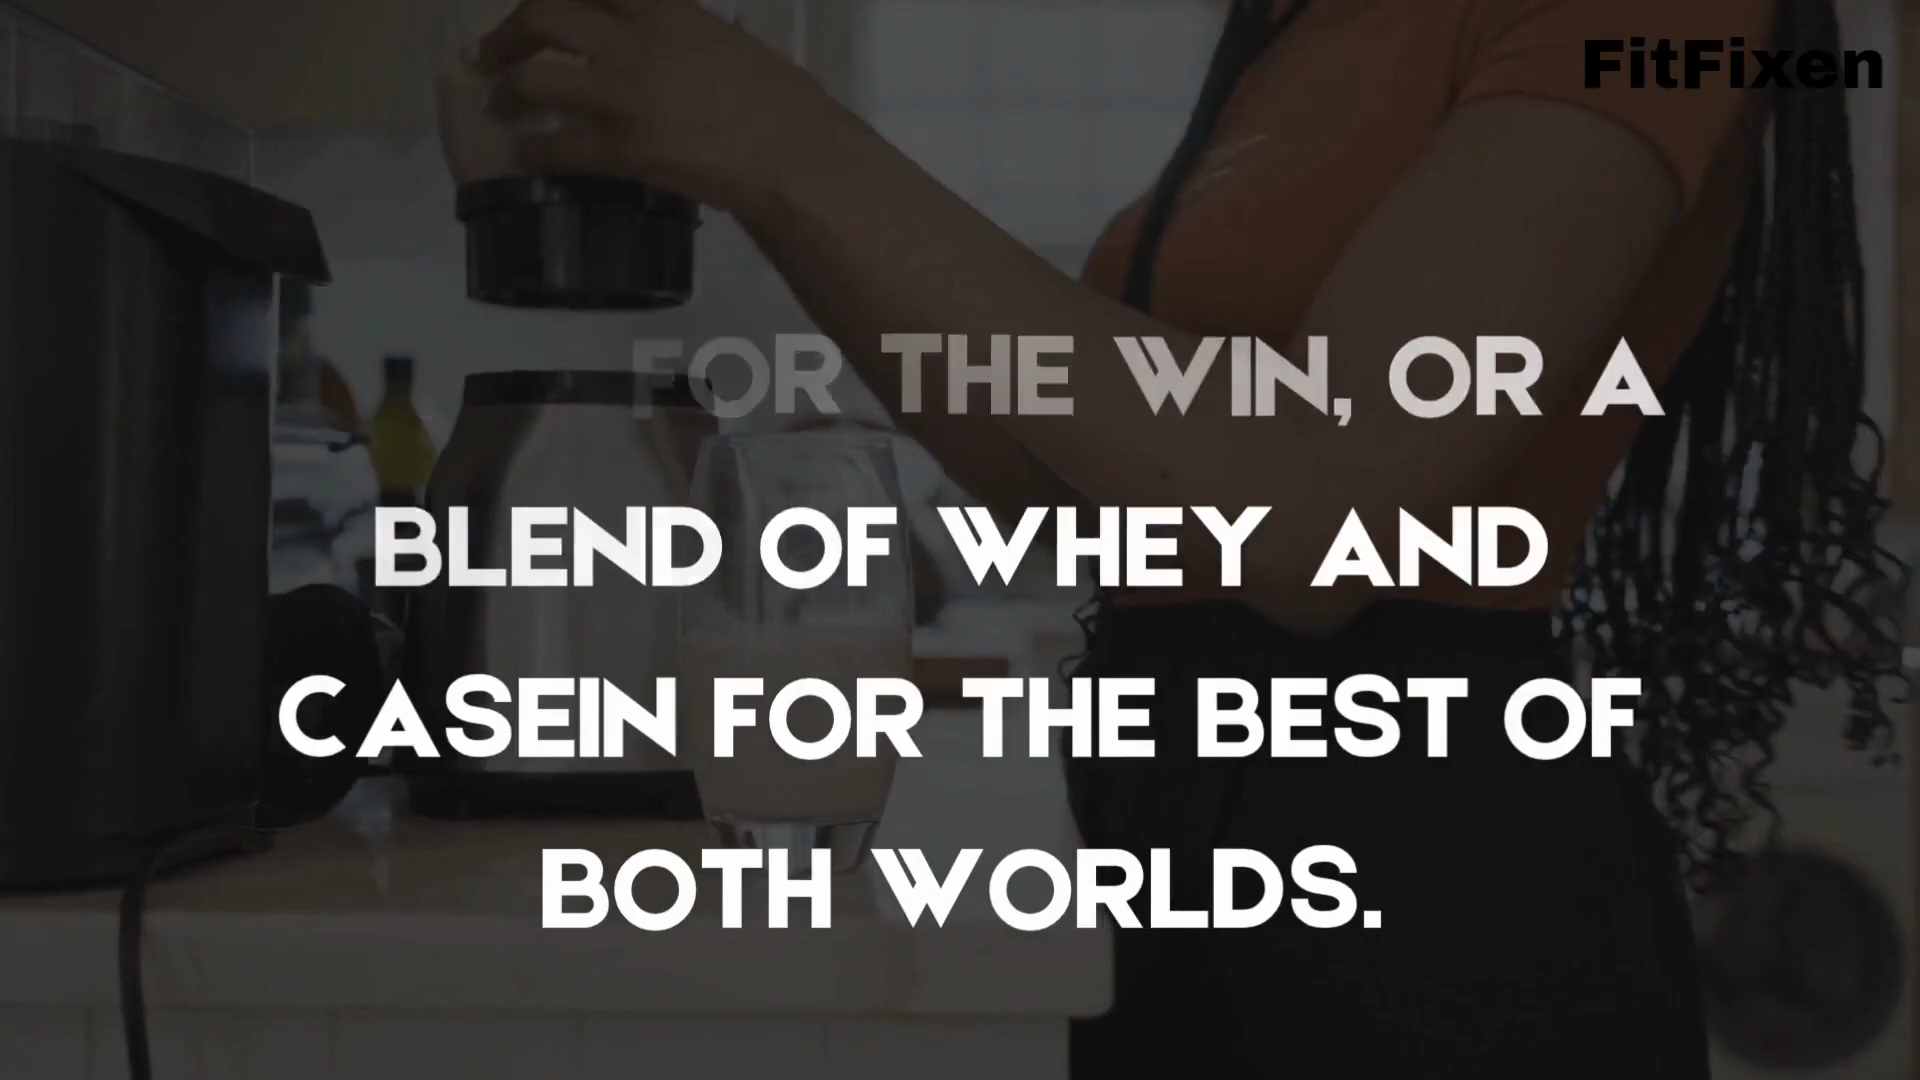 FitFixen
FOR THE WIN, OR A
BLEND OF WHEY AND
CASEIN FOR THE BEST OF
BOTH WORLDS.